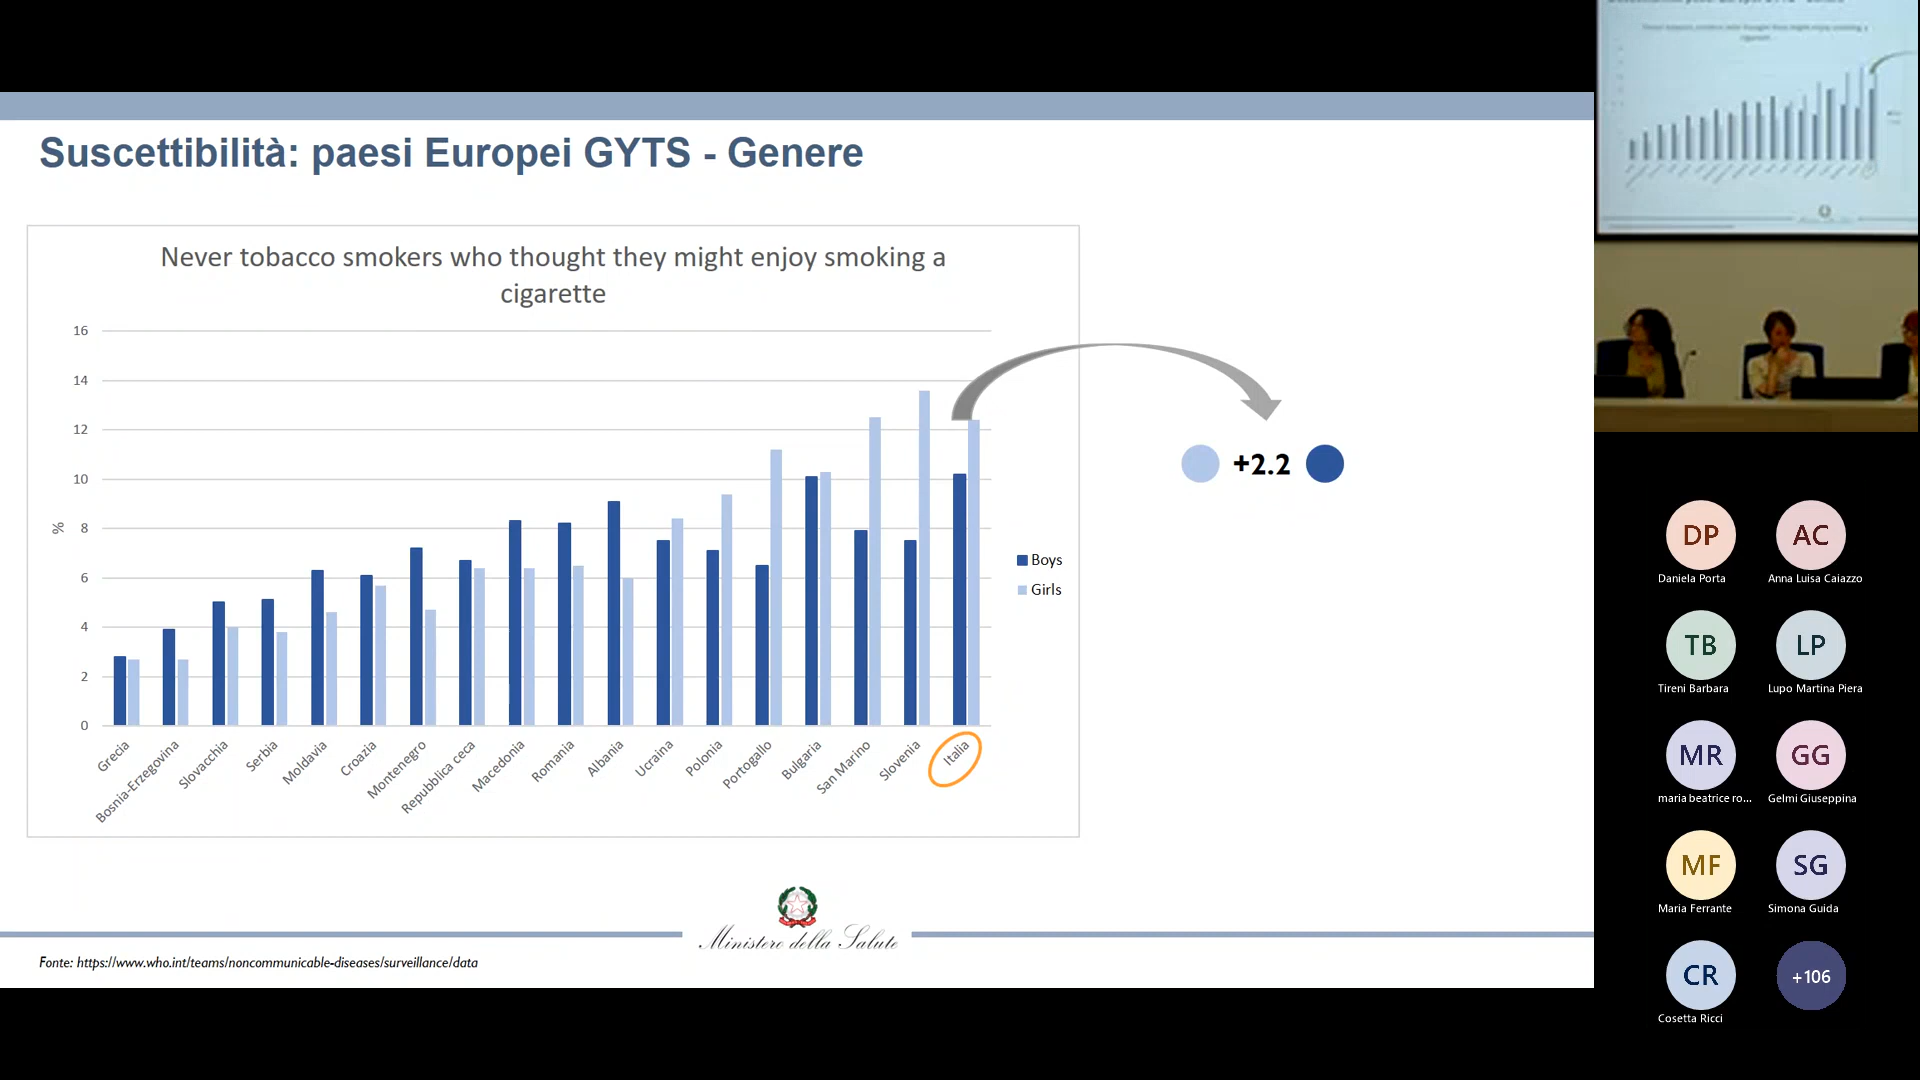 Suscettibilità: paesi Europei GYTS - Genere
Never tobacco smokers who thought they might enjoy smoking a
cigarette
16
14
12
10
8
6
4
2
0
%
Grecia
Bosnia-Erzegovina
Slovacchia
Serbia
Moldavia
Croazia
Montenegro
Repubblica ceca
Macedonia
Romania
Albania
Ucraina
Polonia
Portogallo
Bulgaria
San Marino
Slovenia
Italia
Boys
Girls
+2.2
Ministero della Salute
Fonte: https://www.who.int/teams/noncommunicable-diseases/surveillance/data
DP
Daniela Porta
AC
Anna Luisa Caiazzo
TB
Tireni Barbara
LP
Lupo Martina Piera
MR
maria beatrice ro...
GG
Gelmi Giuseppina
MF
Maria Ferrante
SG
Simona Guida
CR
Cosetta Ricci
+106